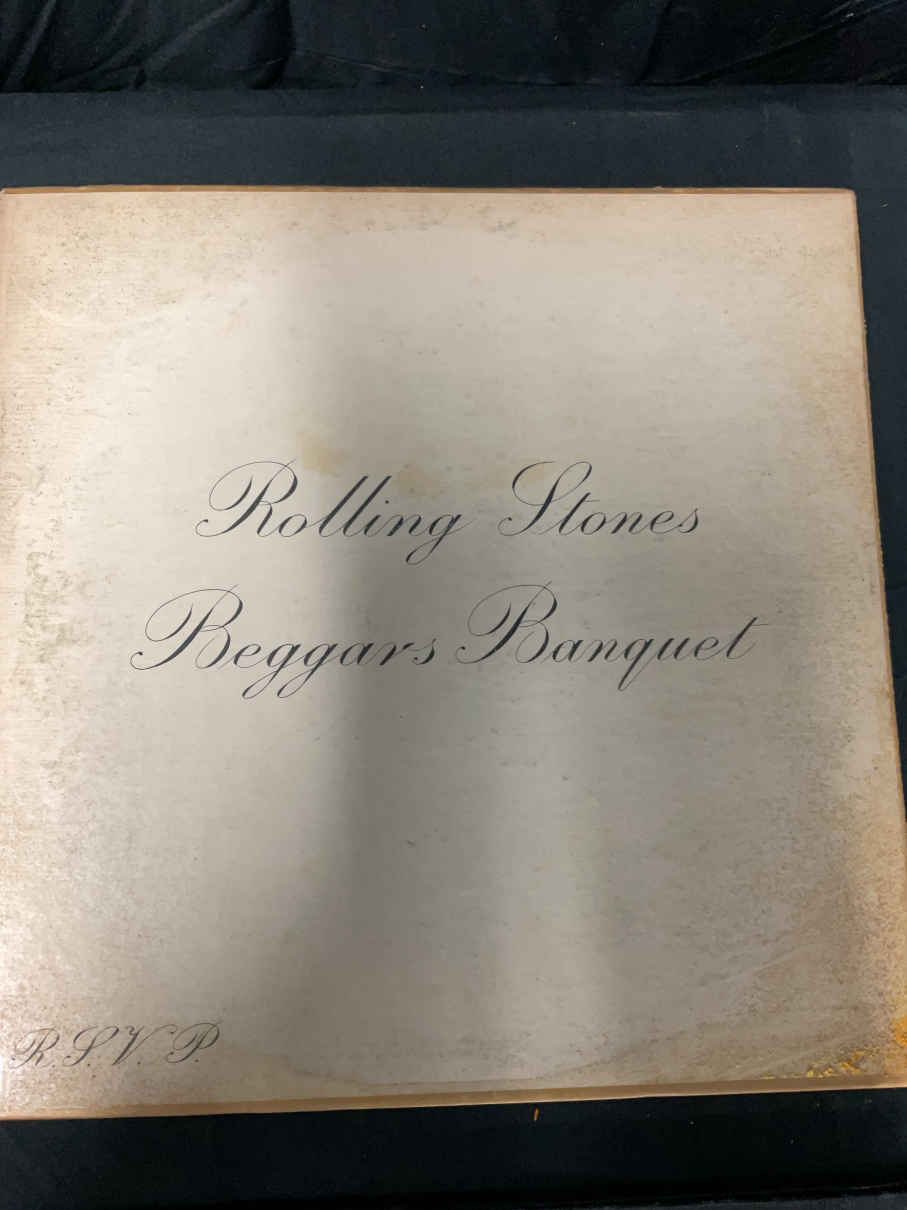 Rolling Stones
Beggars Banquet
R.S.V.P.